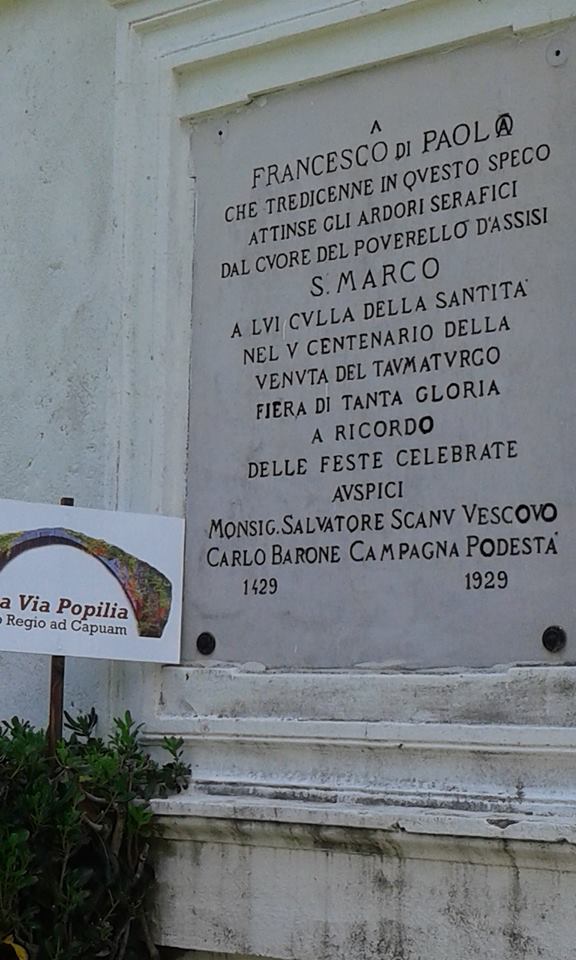 A
FRANCESCO DI PAOLA
CHE TREDICENNE IN QVESTO SPECO
ATTINSE GLI ARDORI SERAFICI
DAL CVORE DEL POVERELLO D'ASSISI
S. MARCO
A LVI CVLLA DELLA SANTITA'
NEL V CENTENARIO DELLA
VENVTA DEL TAVMATVRGO
FIERA DI TANTA GLORIA
A RICORDO
DELLE FESTE CELEBRATE
AVSPICI
MONSIG. SALVATORE SCANV VESCOVO
CARLO BARONE CAMPAGNA PODESTA'
1429 1929
a Via Popilia
Regio ad Capuam